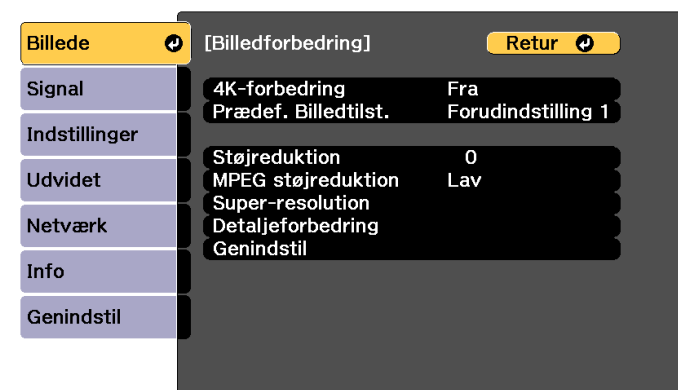 Billede
Signal
Indstillinger
Udvidet
Netværk
Info
Genindstil
[Billedforbedring] Retur
4K-forbedring Fra
Prædef. Billedtilst. Forudindstilling 1
Støjreduktion 0
MPEG støjreduktion Lav
Super-resolution
Detaljeforbedring
Genindstil